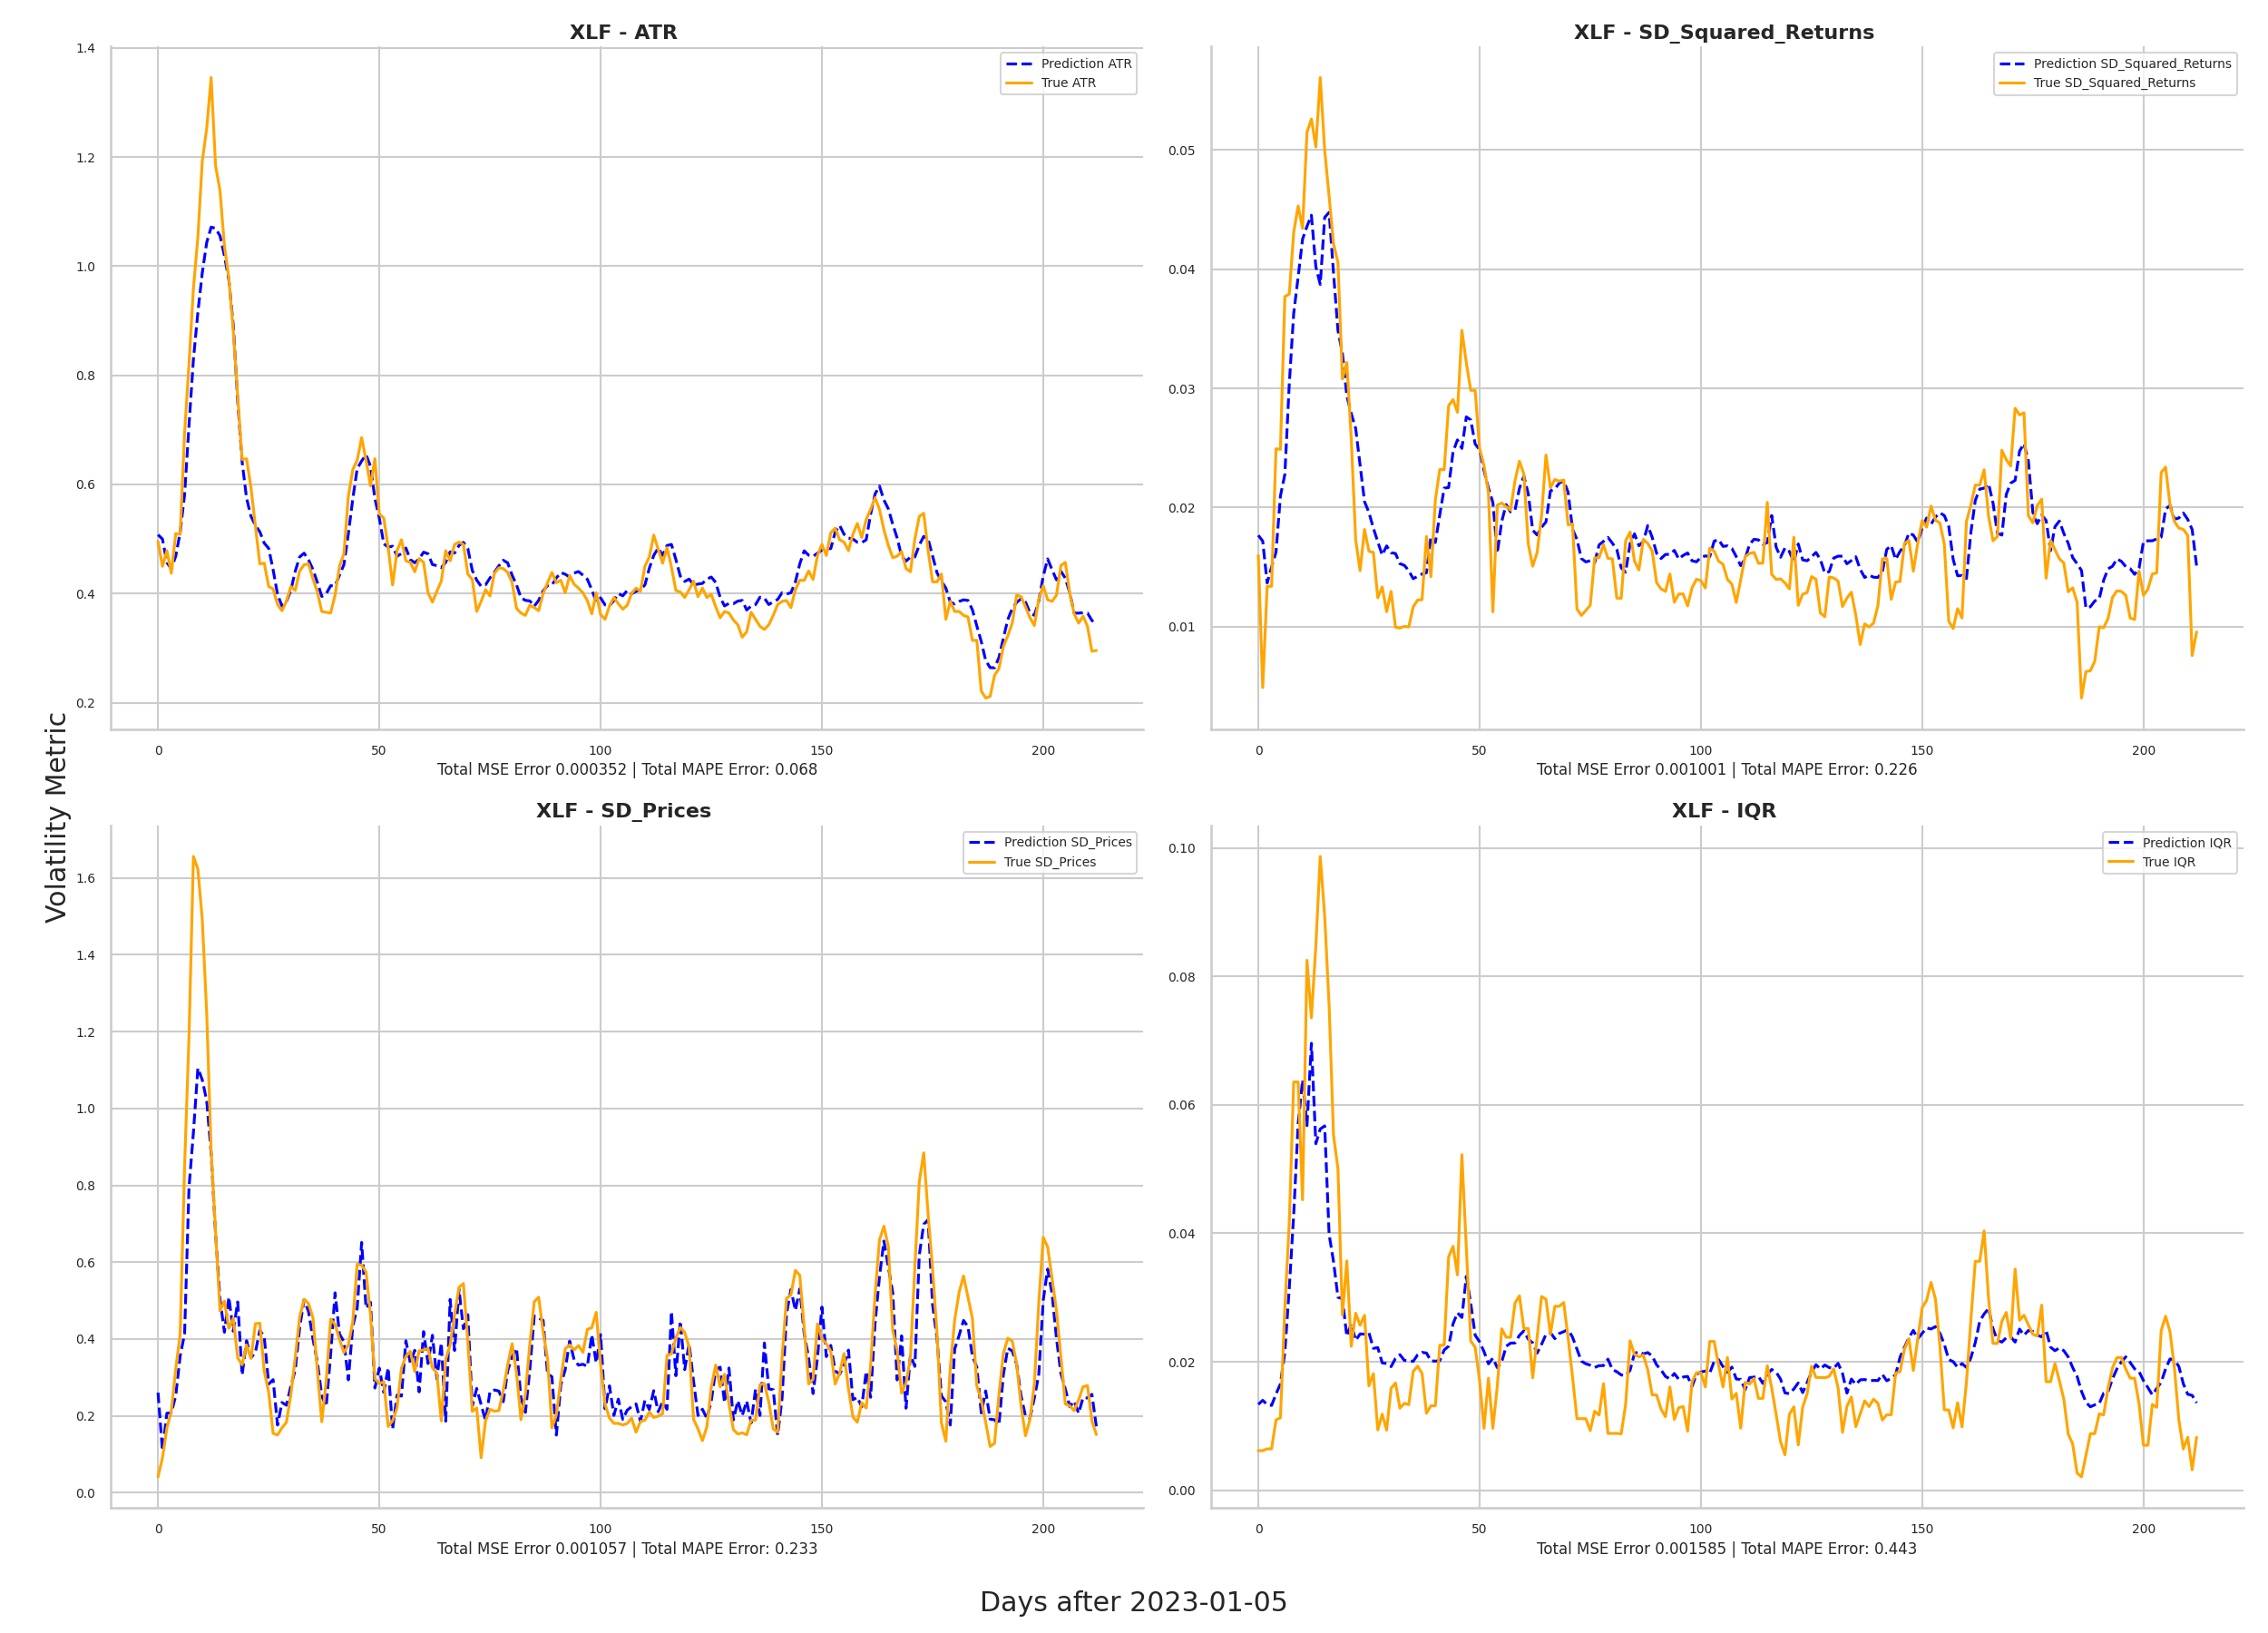 XLF - ATR
1.4
1.2
1.0
0.8
0.6
0.4
0.2
0
50
100
150
200
Prediction ATR
True ATR
Total MSE Error 0.000352 | Total MAPE Error: 0.068
XLF - SD_Squared_Returns
0.05
0.04
0.03
0.02
0.01
0
50
100
150
200
Prediction SD_Squared_Returns
True SD_Squared_Returns
Total MSE Error 0.001001 | Total MAPE Error: 0.226
Volatility Metric
XLF - SD_Prices
1.6
1.4
1.2
1.0
0.8
0.6
0.4
0.2
0.0
0
50
100
150
200
Prediction SD_Prices
True SD_Prices
Total MSE Error 0.001057 | Total MAPE Error: 0.233
XLF - IQR
0.10
0.08
0.06
0.04
0.02
0.00
0
50
100
150
200
Prediction IQR
True IQR
Total MSE Error 0.001585 | Total MAPE Error: 0.443
Days after 2023-01-05